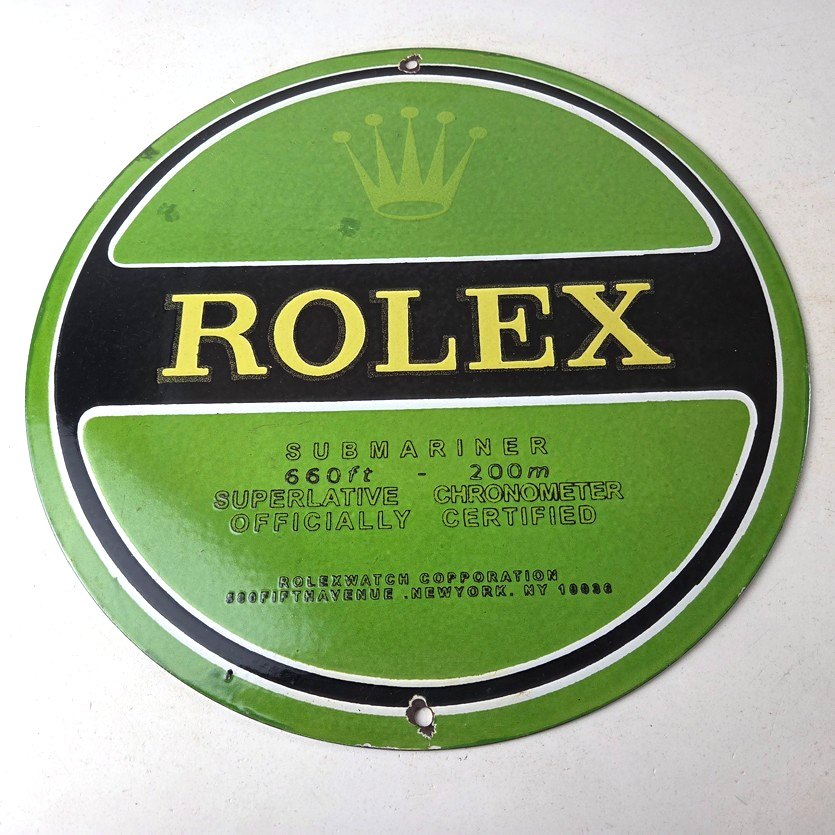 ROLEX
SUBMARINER
660ft - 200m
SUPERLATIVE CHRONOMETER
OFFICIALLY CERTIFIED
ROLEXWATCH COPPORATION
580FIFTHAVENUE .NEWYORK. NY 10036